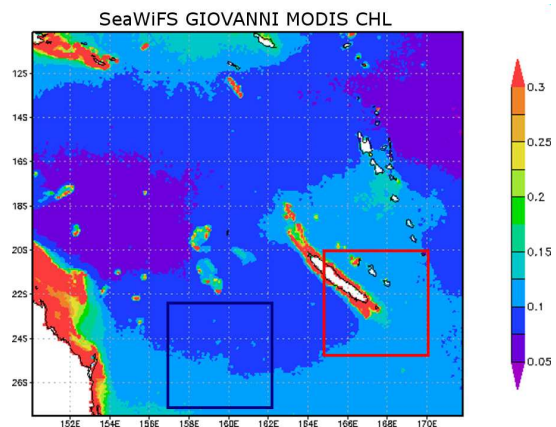 SeaWiFS GIOVANNI MODIS CHL
12S
14S
16S
18S
20S
22S
24S
26S
152E 154E 156E 158E 160E 162E 164E 166E 168E 170E
0.3
0.25
0.2
0.15
0.1
0.05